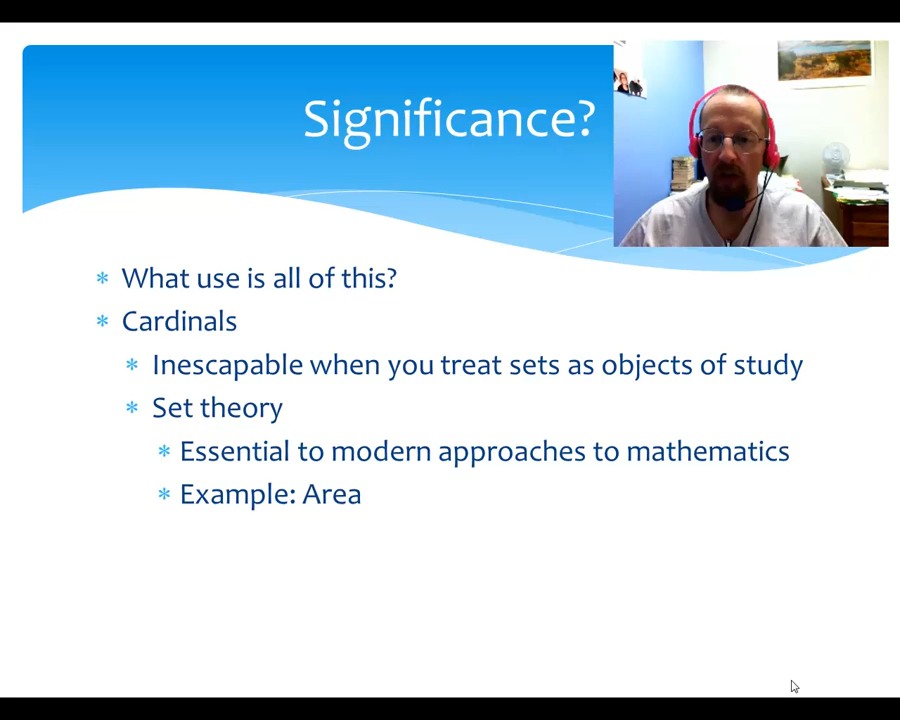 Significance?
What use is all of this?
Cardinals
Inescapable when you treat sets as objects of study
Set theory
Essential to modern approaches to mathematics
Example: Area